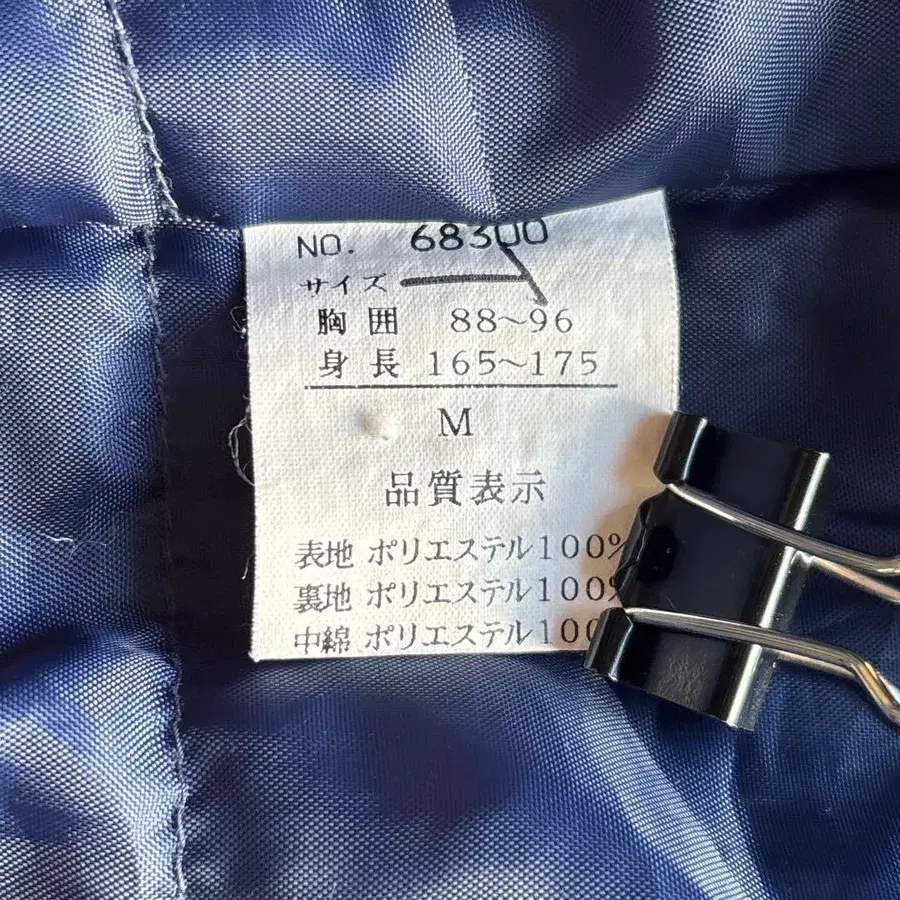 NO. 68300
サイズ
胸囲 88~96
身長 165~175
M
品質表示
表地 ポリエステル100%
裏地 ポリエステル100%
中綿 ポリエステル100